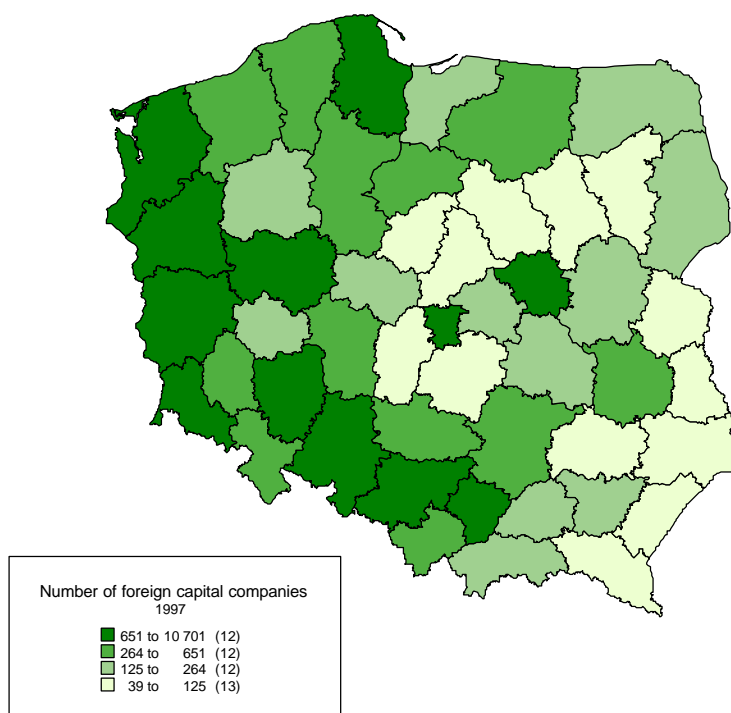 Number of foreign capital companies
1997
651 to 10 701 (12)
264 to 651 (12)
125 to 264 (12)
39 to 125 (13)